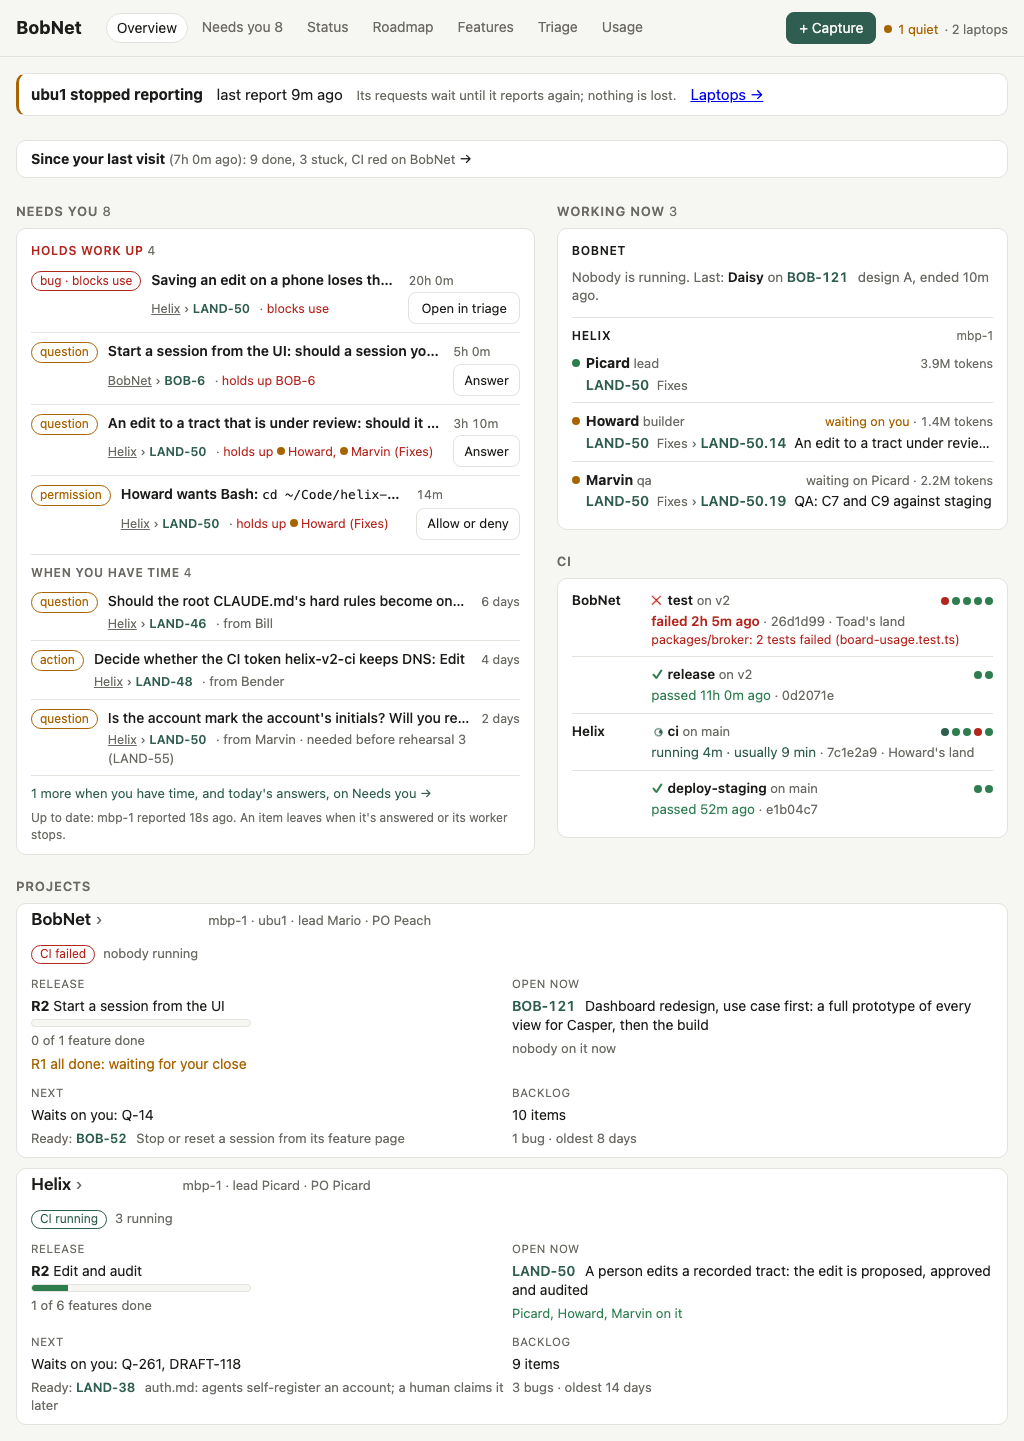 BobNet
Overview
Needs you 8
Status
Roadmap
Features
Triage
Usage
+ Capture
1 quiet · 2 laptops
ubu1 stopped reporting last report 9m ago Its requests wait until it reports again; nothing is lost. Laptops →
Since your last visit (7h 0m ago): 9 done, 3 stuck, CI red on BobNet →
NEEDS YOU 8
HOLDS WORK UP 4
bug · blocks use Saving an edit on a phone loses th... 20h 0m
Helix › LAND-50 · blocks use Open in triage
question Start a session from the UI: should a session yo... 5h 0m
BobNet › BOB-6 · holds up BOB-6 Answer
question An edit to a tract that is under review: should it ... 3h 10m
Helix › LAND-50 · holds up Howard, Marvin (Fixes) Answer
permission Howard wants Bash: cd ~/Code/helix-... 14m
Helix › LAND-50 · holds up Howard (Fixes) Allow or deny
WHEN YOU HAVE TIME 4
question Should the root CLAUDE.md's hard rules become on... 6 days
Helix › LAND-46 · from Bill
action Decide whether the CI token helix-v2-ci keeps DNS: Edit 4 days
Helix › LAND-48 · from Bender
question Is the account mark the account's initials? Will you re... 2 days
Helix › LAND-50 · from Marvin · needed before rehearsal 3
(LAND-55)
1 more when you have time, and today's answers, on Needs you →
Up to date: mbp-1 reported 18s ago. An item leaves when it's answered or its worker
stops.
WORKING NOW 3
BOBNET
Nobody is running. Last: Daisy on BOB-121 design A, ended 10m
ago.
HELIX mbp-1
Picard lead 3.9M tokens
LAND-50 Fixes
Howard builder waiting on you · 1.4M tokens
LAND-50 Fixes › LAND-50.14 An edit to a tract under revie...
Marvin qa waiting on Picard · 2.2M tokens
LAND-50 Fixes › LAND-50.19 QA: C7 and C9 against staging
CI
BobNet ✕ test on v2
failed 2h 5m ago · 26d1d99 · Toad's land
packages/broker: 2 tests failed (board-usage.test.ts)
✓ release on v2
passed 11h 0m ago · 0d2071e
Helix ci on main
running 4m · usually 9 min · 7c1e2a9 · Howard's land
✓ deploy-staging on main
passed 52m ago · e1b04c7
PROJECTS
BobNet › mbp-1 · ubu1 · lead Mario · PO Peach
CI failed nobody running
RELEASE
R2 Start a session from the UI
0 of 1 feature done
R1 all done: waiting for your close
OPEN NOW
BOB-121 Dashboard redesign, use case first: a full prototype of every
view for Casper, then the build
nobody on it now
NEXT
Waits on you: Q-14
Ready: BOB-52 Stop or reset a session from its feature page
BACKLOG
10 items
1 bug · oldest 8 days
Helix › mbp-1 · lead Picard · PO Picard
CI running 3 running
RELEASE
R2 Edit and audit
1 of 6 features done
OPEN NOW
LAND-50 A person edits a recorded tract: the edit is proposed, approved
and audited
Picard, Howard, Marvin on it
NEXT
Waits on you: Q-261, DRAFT-118
Ready: LAND-38 auth.md: agents self-register an account; a human claims it
later
BACKLOG
9 items
3 bugs · oldest 14 days